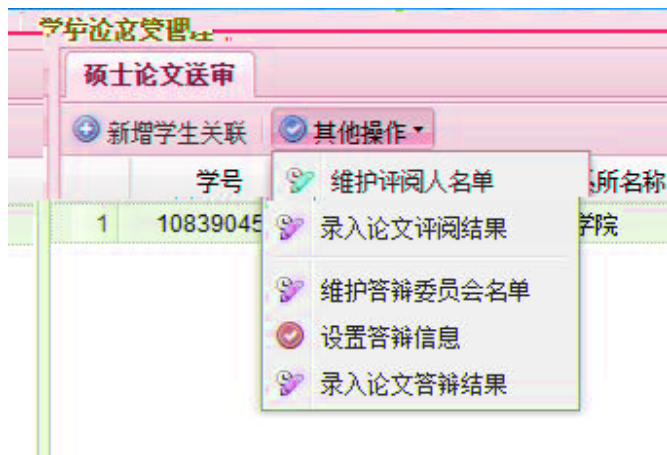 硕士论文送审
新增学生关联 其他操作
学号 维护评阅人名单 所名称
1 10839045 录入论文评阅结果 学院
维护答辩委员会名单
设置答辩信息
录入论文答辩结果